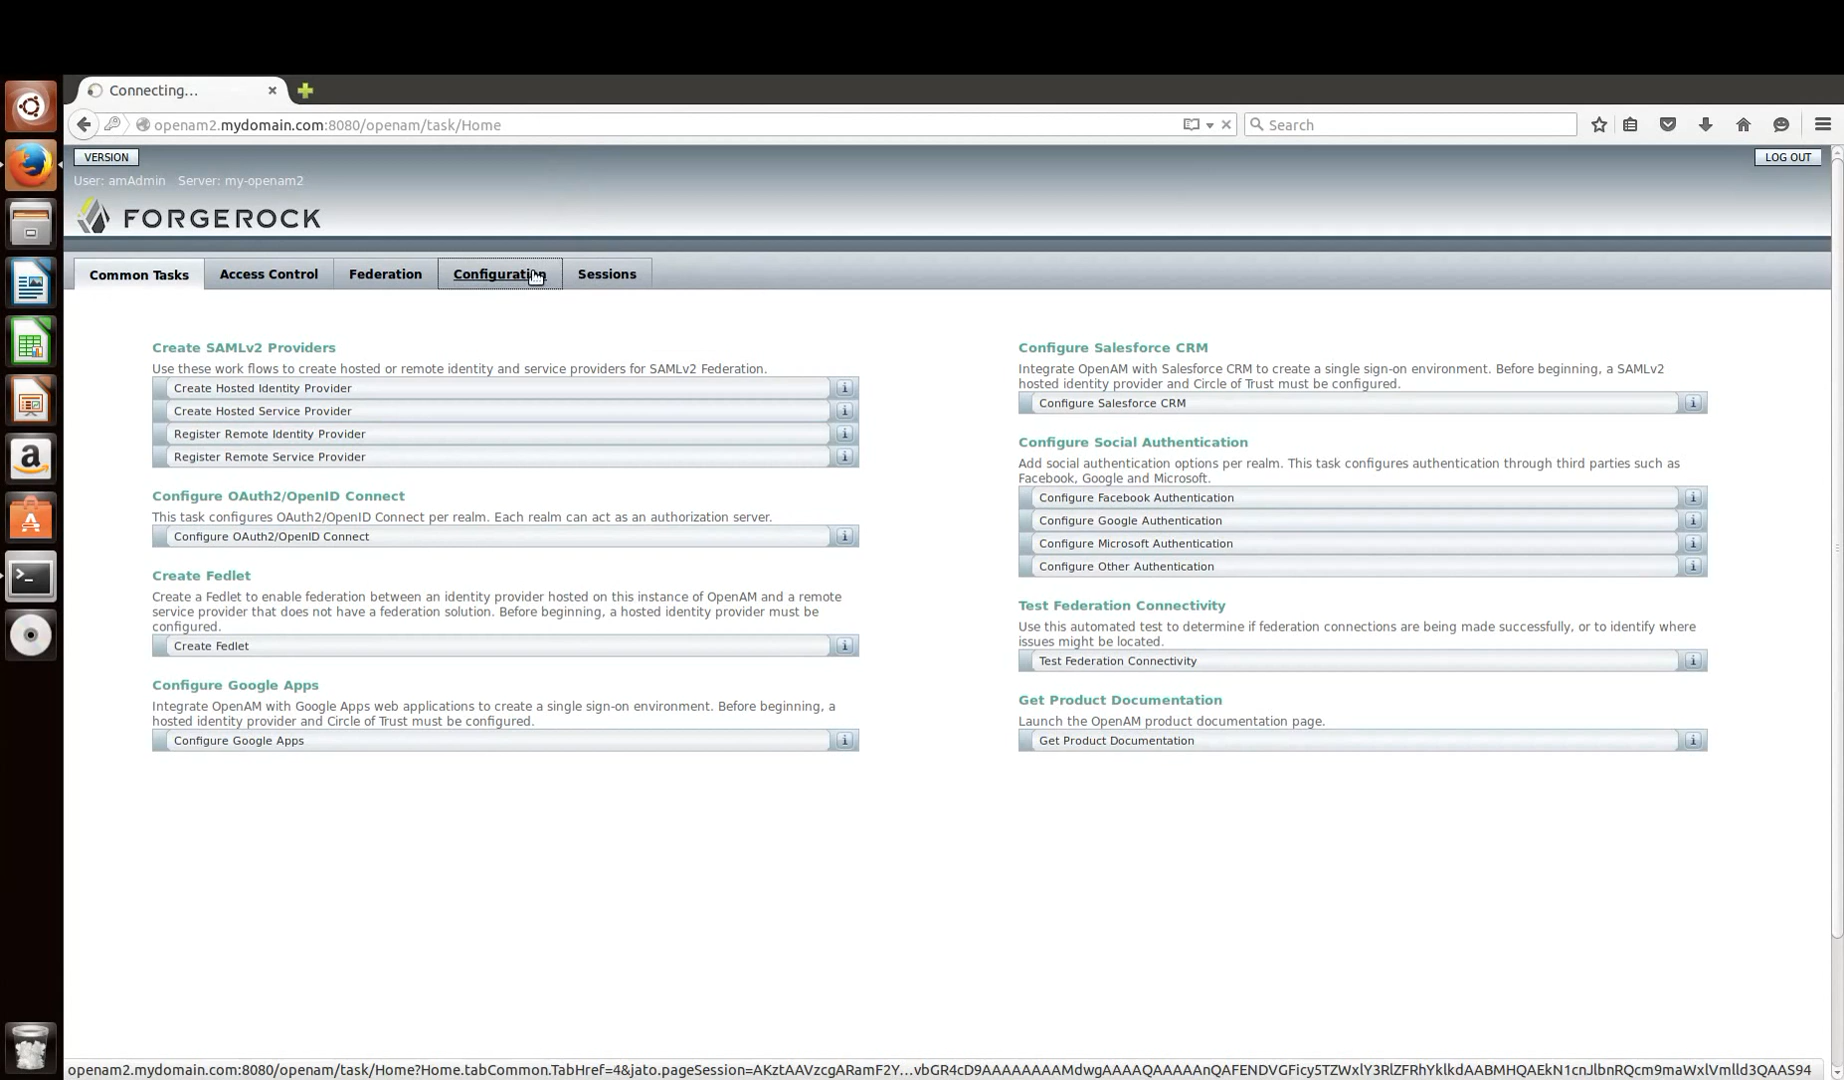 Connecting...
openam2.mydomain.com:8080/openam/task/Home
Search
VERSION
LOG OUT
User: amAdmin Server: my-openam2
FORGEROCK
Common Tasks
Access Control
Federation
Configuration
Sessions
Create SAMLv2 Providers
Use these work flows to create hosted or remote identity and service providers for SAMLv2 Federation.
Create Hosted Identity Provider
Create Hosted Service Provider
Register Remote Identity Provider
Register Remote Service Provider
Configure OAuth2/OpenID Connect
This task configures OAuth2/OpenID Connect per realm. Each realm can act as an authorization server.
Configure OAuth2/OpenID Connect
Create Fedlet
Create a Fedlet to enable federation between an identity provider hosted on this instance of OpenAM and a remote
service provider that does not have a federation solution. Before beginning, a hosted identity provider must be
configured.
Create Fedlet
Configure Google Apps
Integrate OpenAM with Google Apps web applications to create a single sign-on environment. Before beginning, a
hosted identity provider and Circle of Trust must be configured.
Configure Google Apps
Configure Salesforce CRM
Integrate OpenAM with Salesforce CRM to create a single sign-on environment. Before beginning, a SAMLv2
hosted identity provider and Circle of Trust must be configured.
Configure Salesforce CRM
Configure Social Authentication
Add social authentication options per realm. This task configures authentication through third parties such as
Facebook, Google and Microsoft.
Configure Facebook Authentication
Configure Google Authentication
Configure Microsoft Authentication
Configure Other Authentication
Test Federation Connectivity
Use this automated test to determine if federation connections are being made successfully, or to identify where
issues might be located.
Test Federation Connectivity
Get Product Documentation
Launch the OpenAM product documentation page.
Get Product Documentation